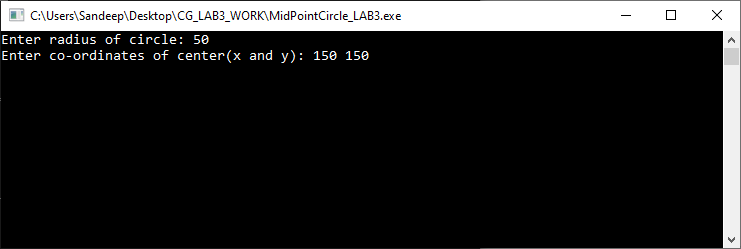 C:\Users\Sandeep\Desktop\CG_LAB3_WORK\MidPointCircle_LAB3.exe
Enter radius of circle: 50
Enter co-ordinates of center(x and y): 150 150